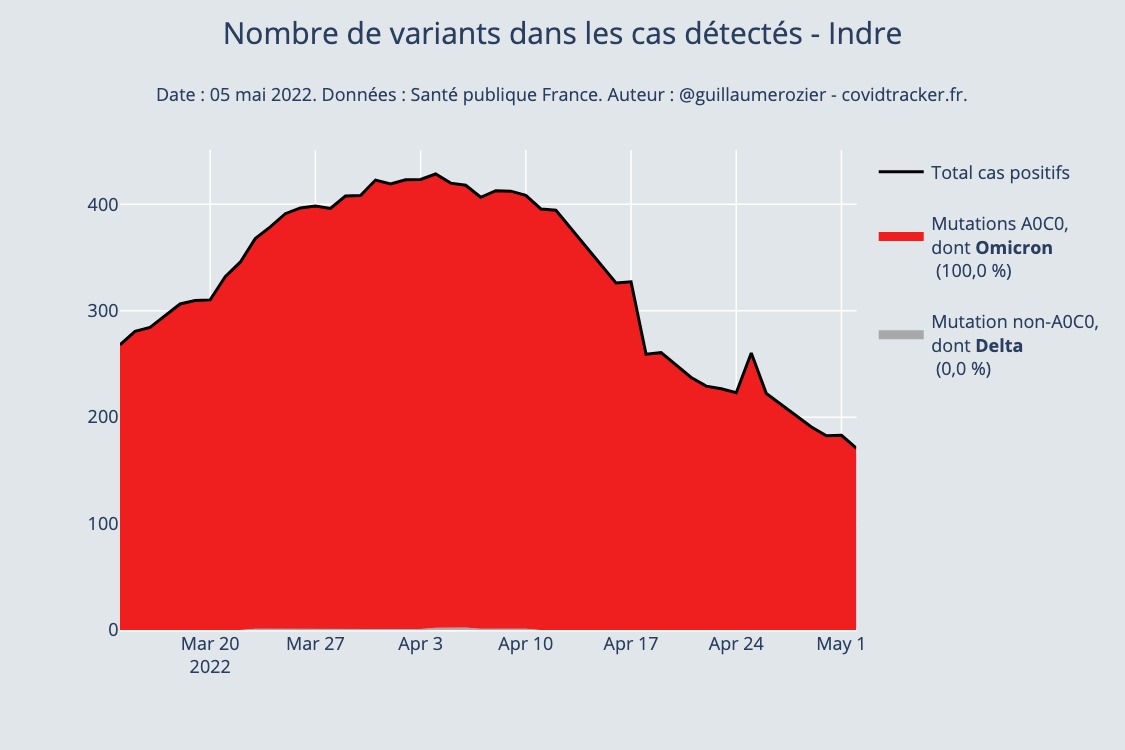 Nombre de variants dans les cas détectés - Indre
Date : 05 mai 2022. Données : Santé publique France. Auteur : @guillaumerozier - covidtracker.fr.
Total cas positifs
Mutations A0C0,
dont Omicron
(100,0 %)
Mutation non-A0C0,
dont Delta
(0,0 %)
400
300
200
100
0
Mar 20
2022
Mar 27
Apr 3
Apr 10
Apr 17
Apr 24
May 1